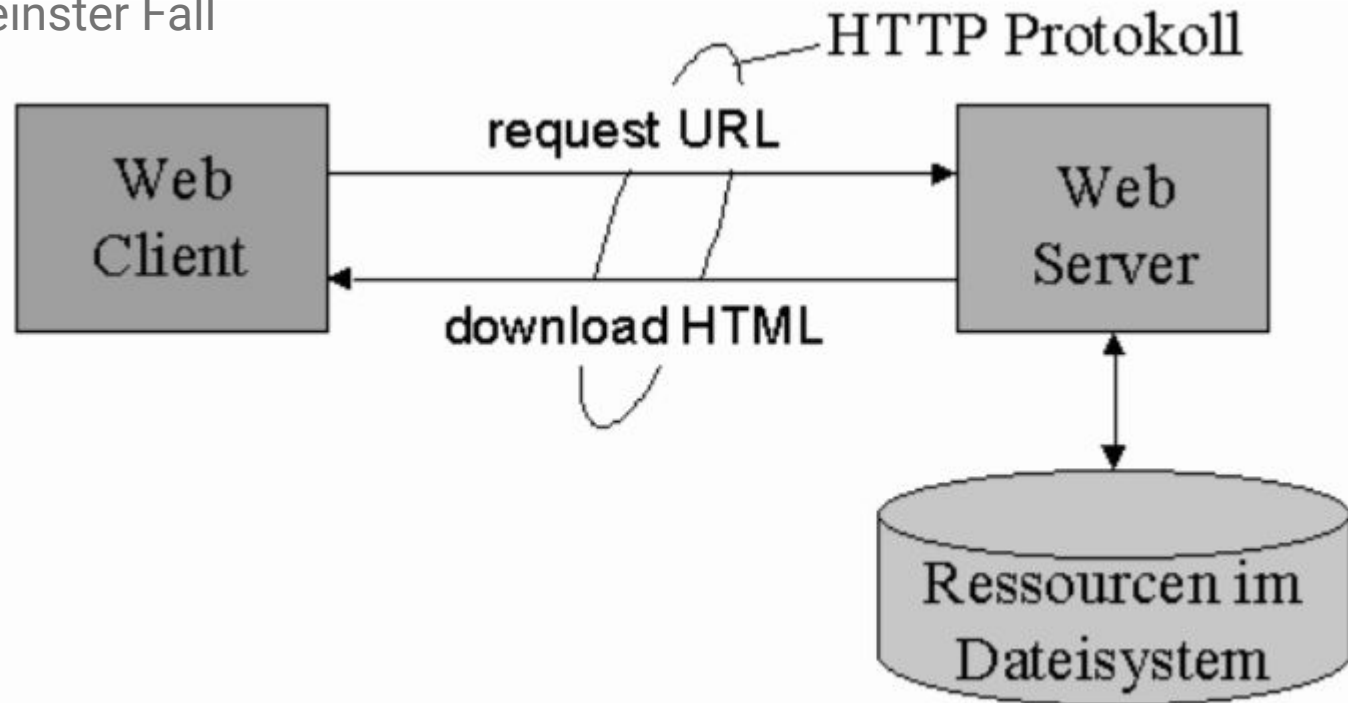 einster Fall
HTTP Protokoll
request URL
Web
Client
Web
Server
download HTML
Ressourcen im
Dateisystem